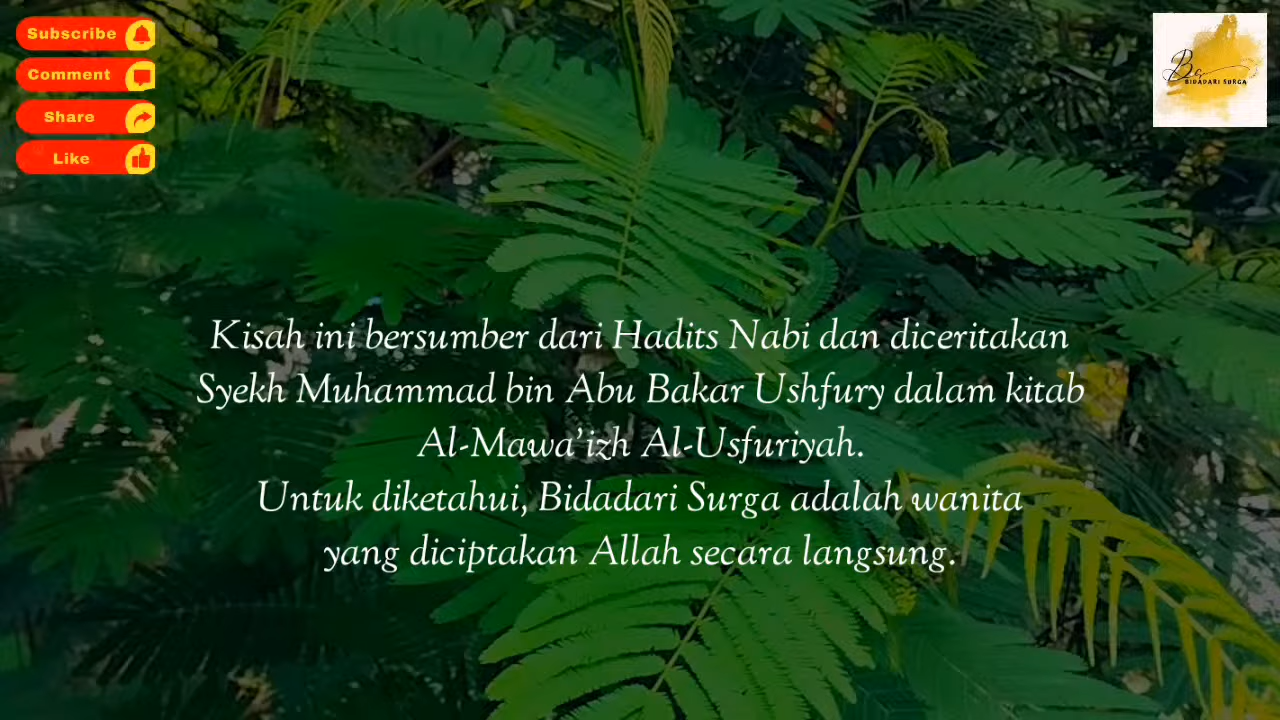 Subscribe
Comment
Share
Like
Bs
BIDADARI SURGA
Kisah ini bersumber dari Hadits Nabi dan diceritakan
Syekh Muhammad bin Abu Bakar Ushfury dalam kitab
Al-Mawa’izh Al-Usfuriyah.
Untuk diketahui, Bidadari Surga adalah wanita
yang diciptakan Allah secara langsung.